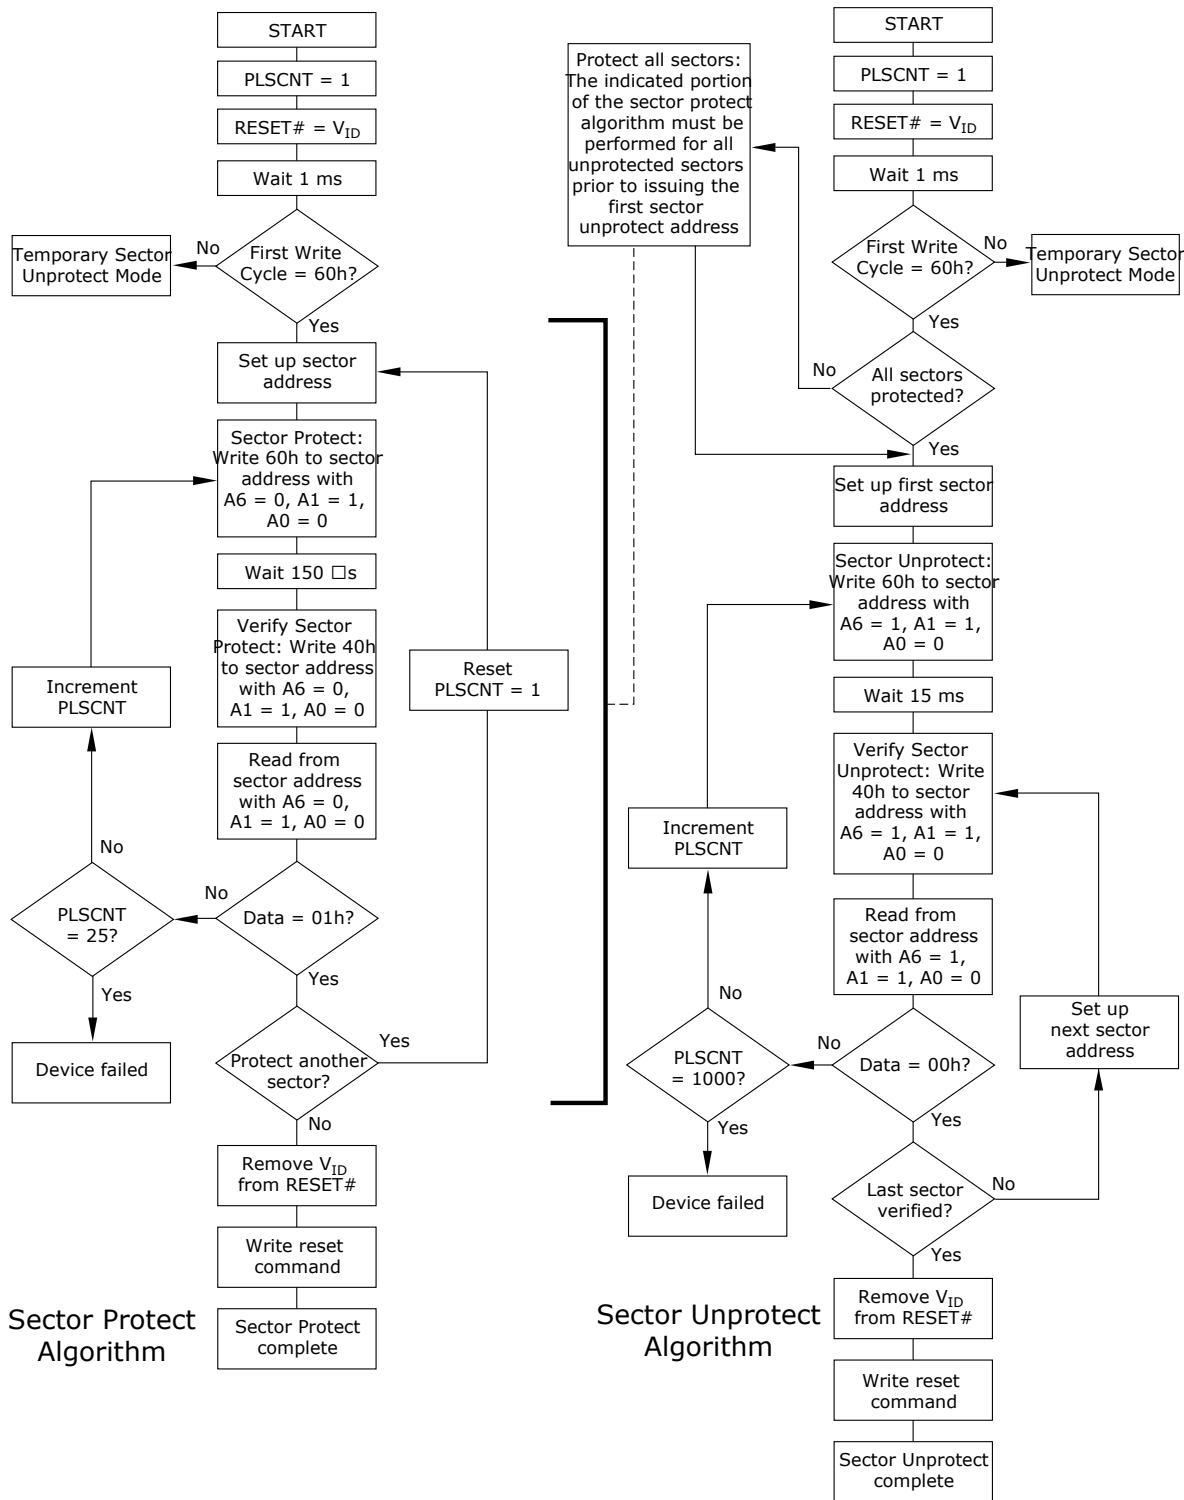 START
PLSCNT = 1
RESET# = VID
Wait 1 ms
First Write
Cycle = 60h?
No
Temporary Sector
Unprotect Mode
Yes
Set up sector
address
Sector Protect:
Write 60h to sector
address with
A6 = 0, A1 = 1,
A0 = 0
Wait 150 □s
Verify Sector
Protect: Write 40h
to sector address
with A6 = 0,
A1 = 1, A0 = 0
Read from
sector address
with A6 = 0,
A1 = 1, A0 = 0
Data = 01h?
No
PLSCNT
= 25?
No
Increment
PLSCNT
Yes
Device failed
Yes
Protect another
sector?
Yes
Reset
PLSCNT = 1
No
Remove VID
from RESET#
Write reset
command
Sector Protect
complete
Sector Protect
Algorithm
START
PLSCNT = 1
RESET# = VID
Wait 1 ms
First Write
Cycle = 60h?
No
Temporary Sector
Unprotect Mode
Yes
All sectors
protected?
No
Protect all sectors:
The indicated portion
of the sector protect
algorithm must be
performed for all
unprotected sectors
prior to issuing the
first sector
unprotect address
Yes
Set up first sector
address
Sector Unprotect:
Write 60h to sector
address with
A6 = 1, A1 = 1,
A0 = 0
Wait 15 ms
Verify Sector
Unprotect: Write
40h to sector
address with
A6 = 1, A1 = 1,
A0 = 0
Read from
sector address
with A6 = 1,
A1 = 1, A0 = 0
Data = 00h?
No
PLSCNT
= 1000?
No
Increment
PLSCNT
Yes
Device failed
Yes
Last sector
verified?
No
Set up
next sector
address
Yes
Remove VID
from RESET#
Write reset
command
Sector Unprotect
complete
Sector Unprotect
Algorithm